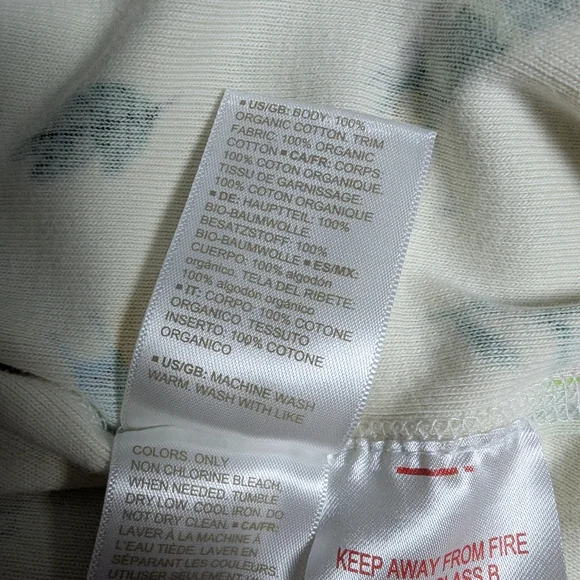 ■ US/GB: BODY: 100%
ORGANIC COTTON. TRIM
FABRIC: 100% ORGANIC
COTTON ■ CA/FR: CORPS:
100% COTON ORGANIQUE.
TISSU DE GARNISSAGE:
100% COTON ORGANIQUE
■ DE: HAUPTTEIL: 100%
BIO-BAUMWOLLE.
BESATZSTOFF: 100%
BIO-BAUMWOLLE ■ ES/MX:
CUERPO: 100% algodón
orgánico. TELA DEL RIBETE:
100% algodón orgánico
■ IT: CORPO: 100% COTONE
ORGANICO. TESSUTO
INSERTO: 100% COTONE
ORGANICO
■ US/GB: MACHINE WASH
WARM. WASH WITH LIKE
COLORS. ONLY
NON CHLORINE BLEACH,
WHEN NEEDED. TUMBLE
DRY LOW. COOL IRON. DO
NOT DRY CLEAN. ■ CA/FR:
LAVER À LA MACHINE À
L'EAU TIÈDE. LAVER EN
SÉPARANT LES COULEURS.
UTILISER SEULEMENT UN
KEEP AWAY FROM FIRE
CLASS B